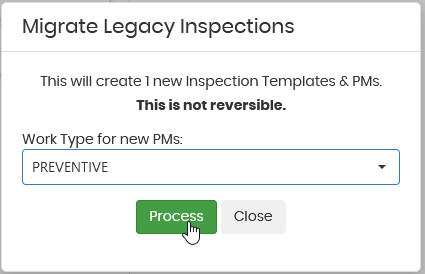 Migrate Legacy Inspections
This will create 1 new Inspection Templates & PMs.
This is not reversible.
Work Type for new PMs:
PREVENTIVE
Process Close